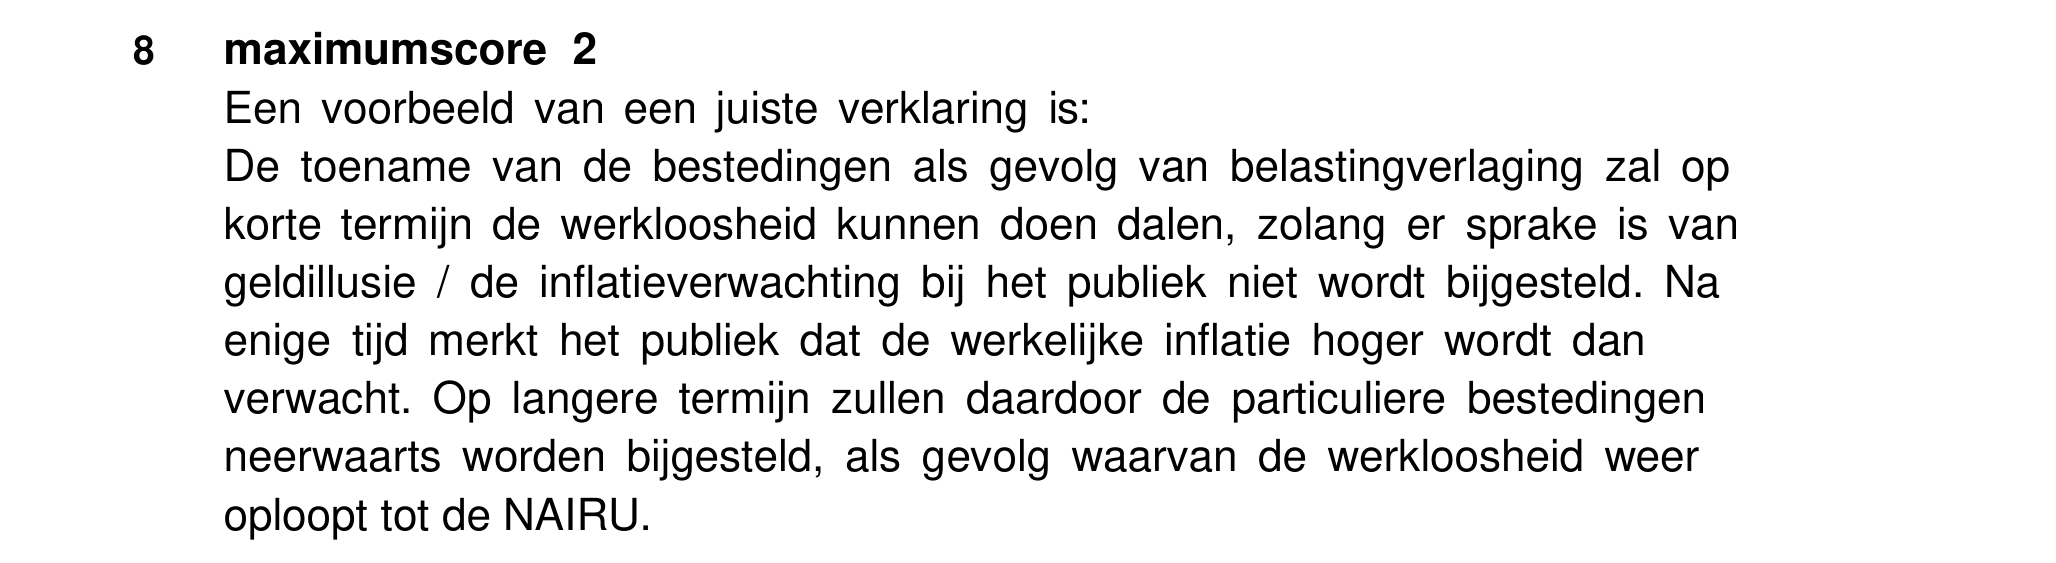 8 maximumscore 2
Een voorbeeld van een juiste verklaring is:
De toename van de bestedingen als gevolg van belastingverlaging zal op
korte termijn de werkloosheid kunnen doen dalen, zolang er sprake is van
geldillusie / de inflatieverwachting bij het publiek niet wordt bijgesteld. Na
enige tijd merkt het publiek dat de werkelijke inflatie hoger wordt dan
verwacht. Op langere termijn zullen daardoor de particuliere bestedingen
neerwaarts worden bijgesteld, als gevolg waarvan de werkloosheid weer
oploopt tot de NAIRU.